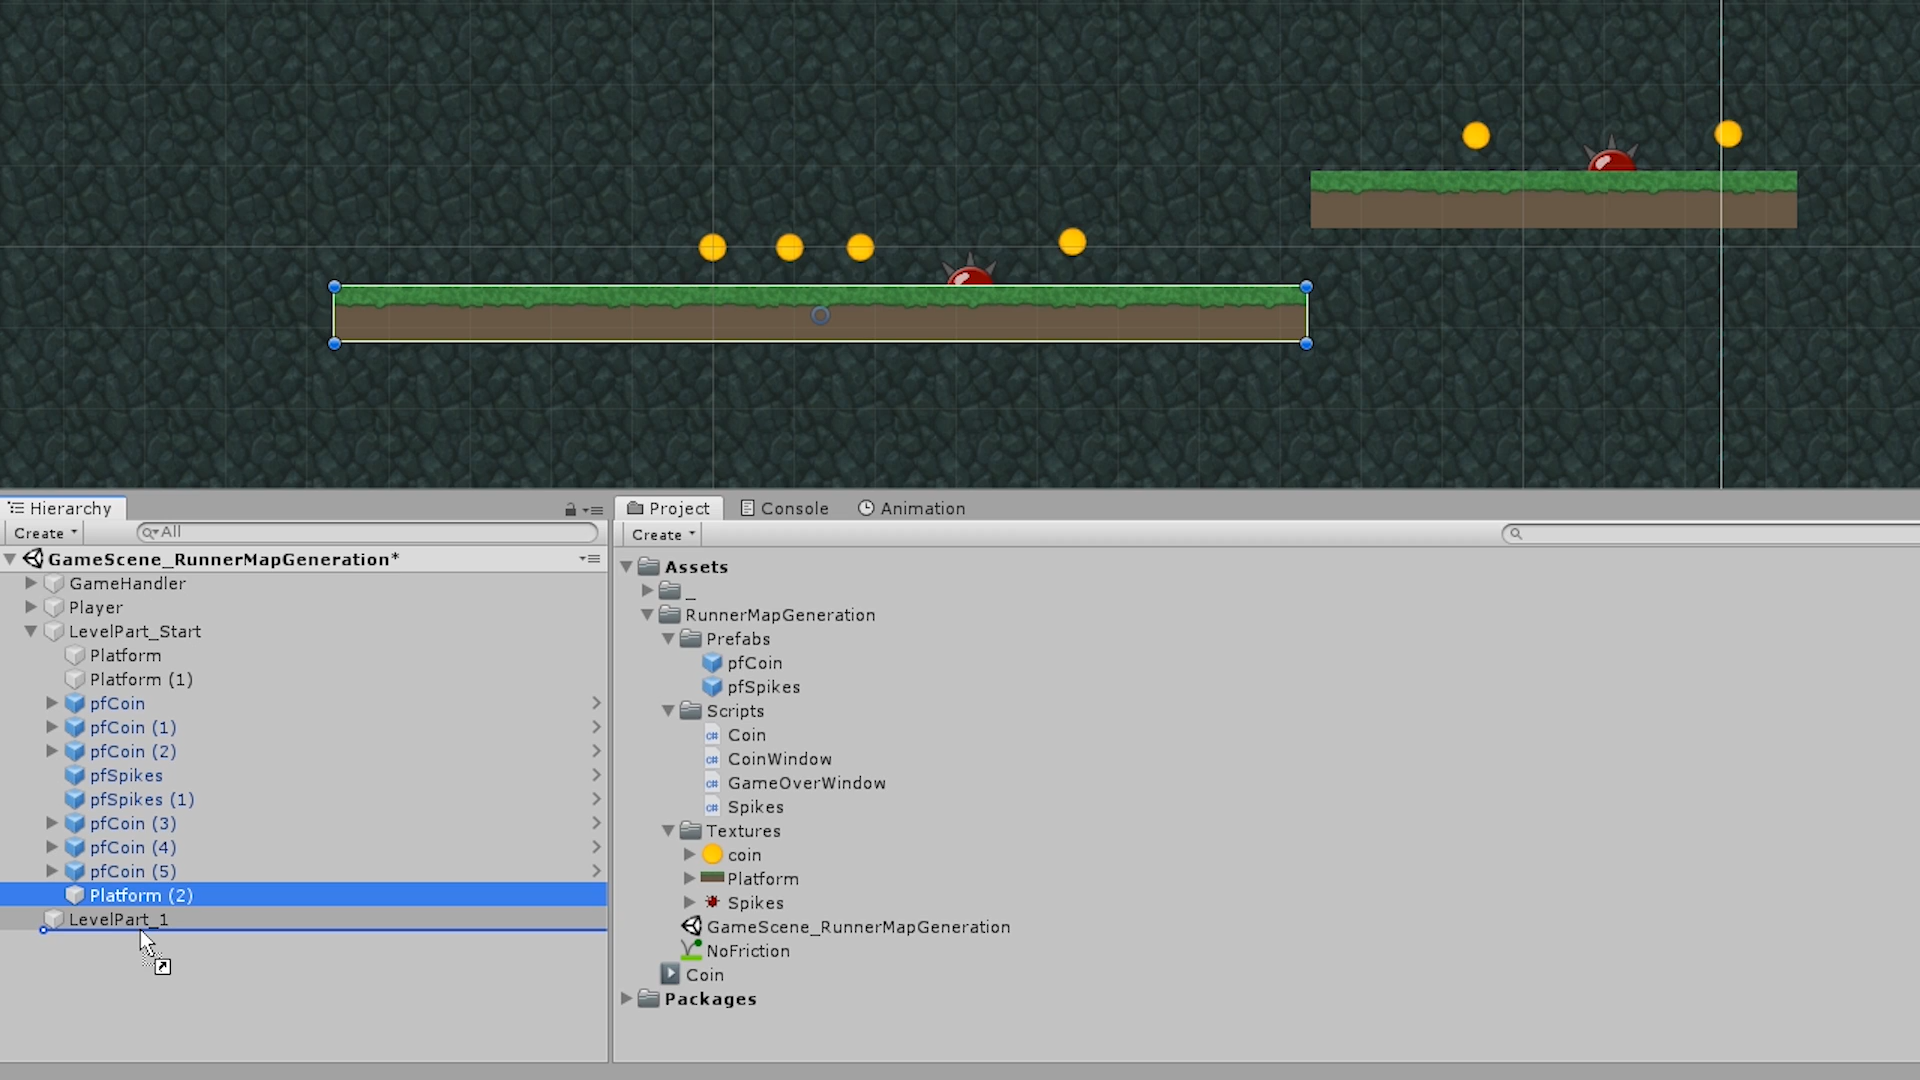 Hierarchy
Create
All
GameScene_RunnerMapGeneration*
GameHandler
Player
LevelPart_Start
Platform
Platform (1)
pfCoin
pfCoin (1)
pfCoin (2)
pfSpikes
pfSpikes (1)
pfCoin (3)
pfCoin (4)
pfCoin (5)
Platform (2)
LevelPart_1
Project
Console
Animation
Create
Assets
_
RunnerMapGeneration
Prefabs
pfCoin
pfSpikes
Scripts
C# Coin
C# CoinWindow
C# GameOverWindow
C# Spikes
Textures
coin
Platform
Spikes
GameScene_RunnerMapGeneration
NoFriction
Coin
Packages